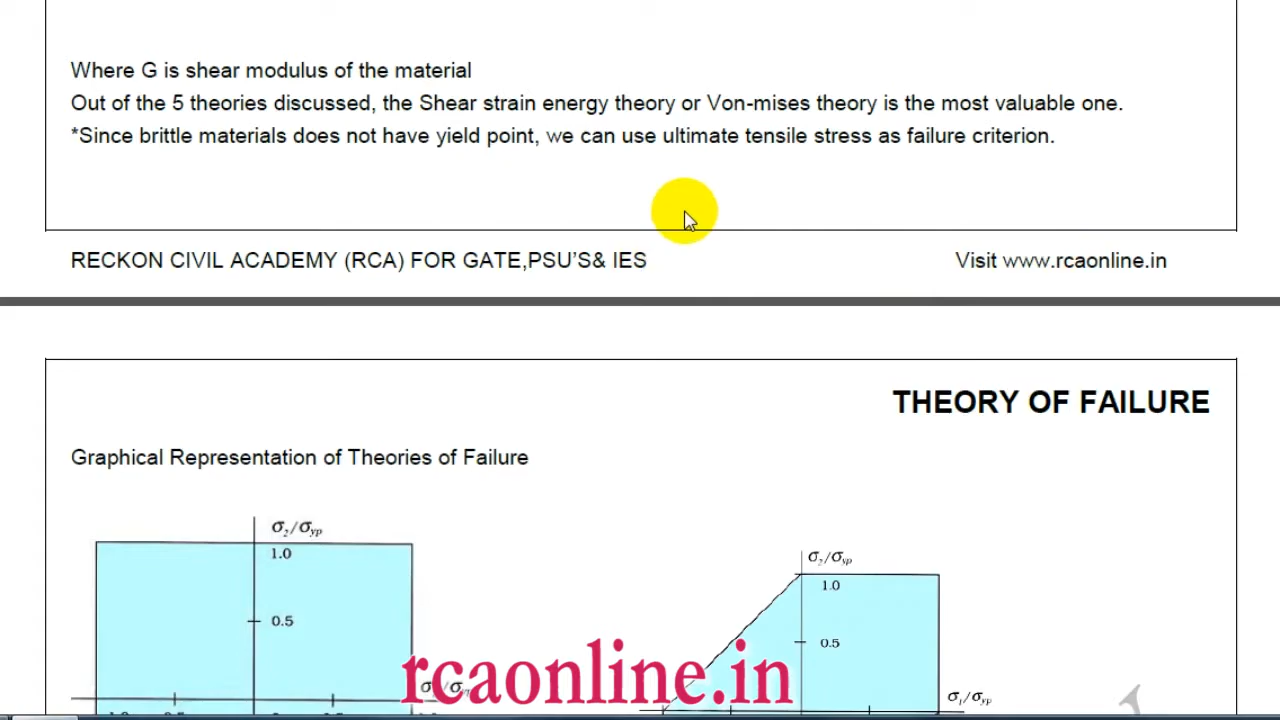 Where G is shear modulus of the material
Out of the 5 theories discussed, the Shear strain energy theory or Von-mises theory is the most valuable one.
*Since brittle materials does not have yield point, we can use ultimate tensile stress as failure criterion.
RECKON CIVIL ACADEMY (RCA) FOR GATE,PSU'S& IES
Visit www.rcaonline.in
THEORY OF FAILURE
Graphical Representation of Theories of Failure
σ₂/σyp
1.0
0.5
σ₂/σyp
1.0
0.5
σ₁/σyp
rcaonline.in